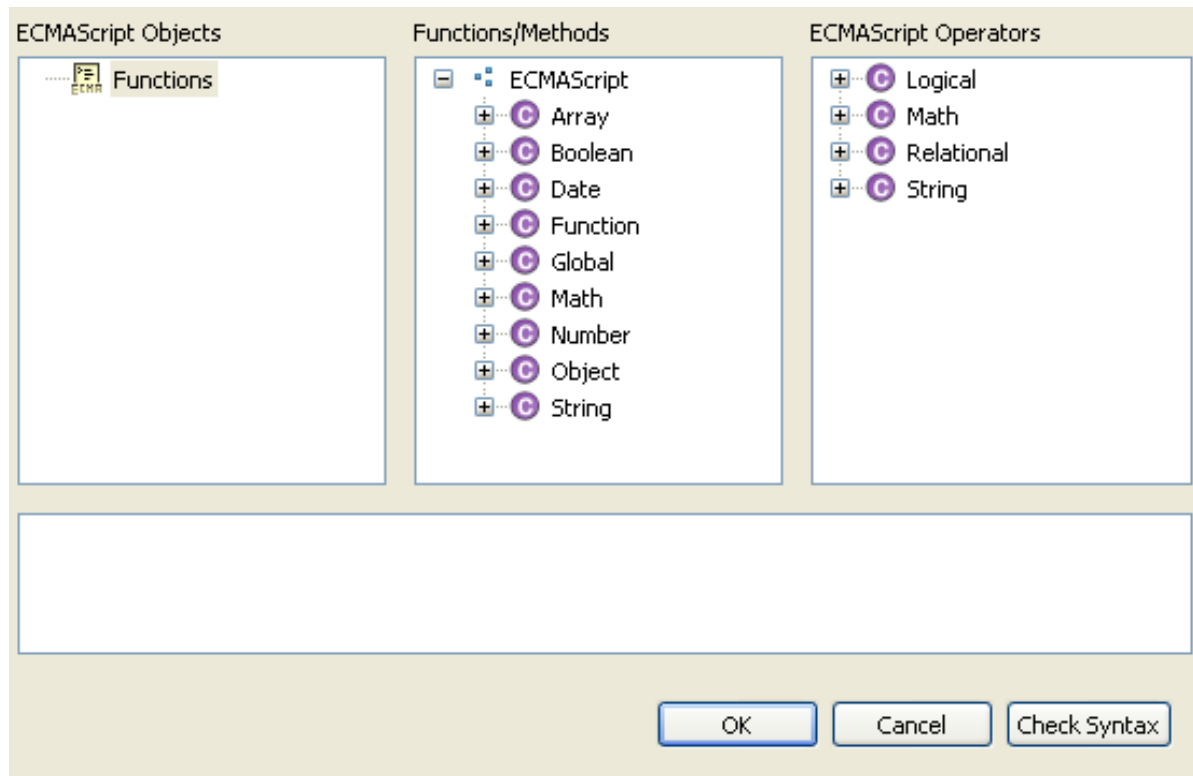 ECMAScript Objects
Functions
Functions/Methods
ECMAScript
Array
Boolean
Date
Function
Global
Math
Number
Object
String
ECMAScript Operators
Logical
Math
Relational
String
OK
Cancel
Check Syntax